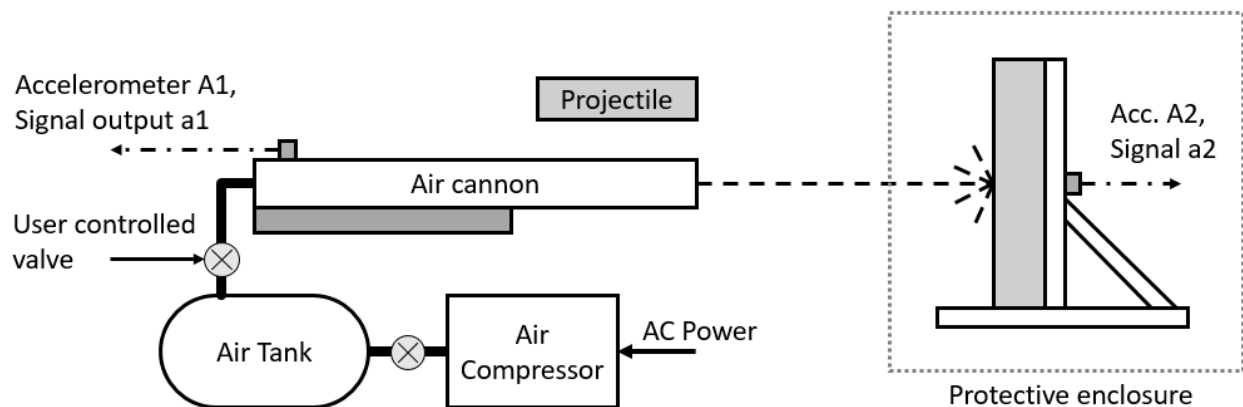 Accelerometer A1,
Signal output a1
Projectile
Air cannon
Acc. A2,
Signal a2
User controlled
valve
Air Tank
Air
Compressor
AC Power
Protective enclosure